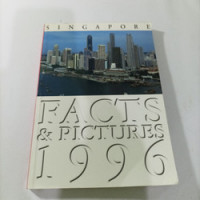 SINGAPORE
FACTS
& PICTURES
1996